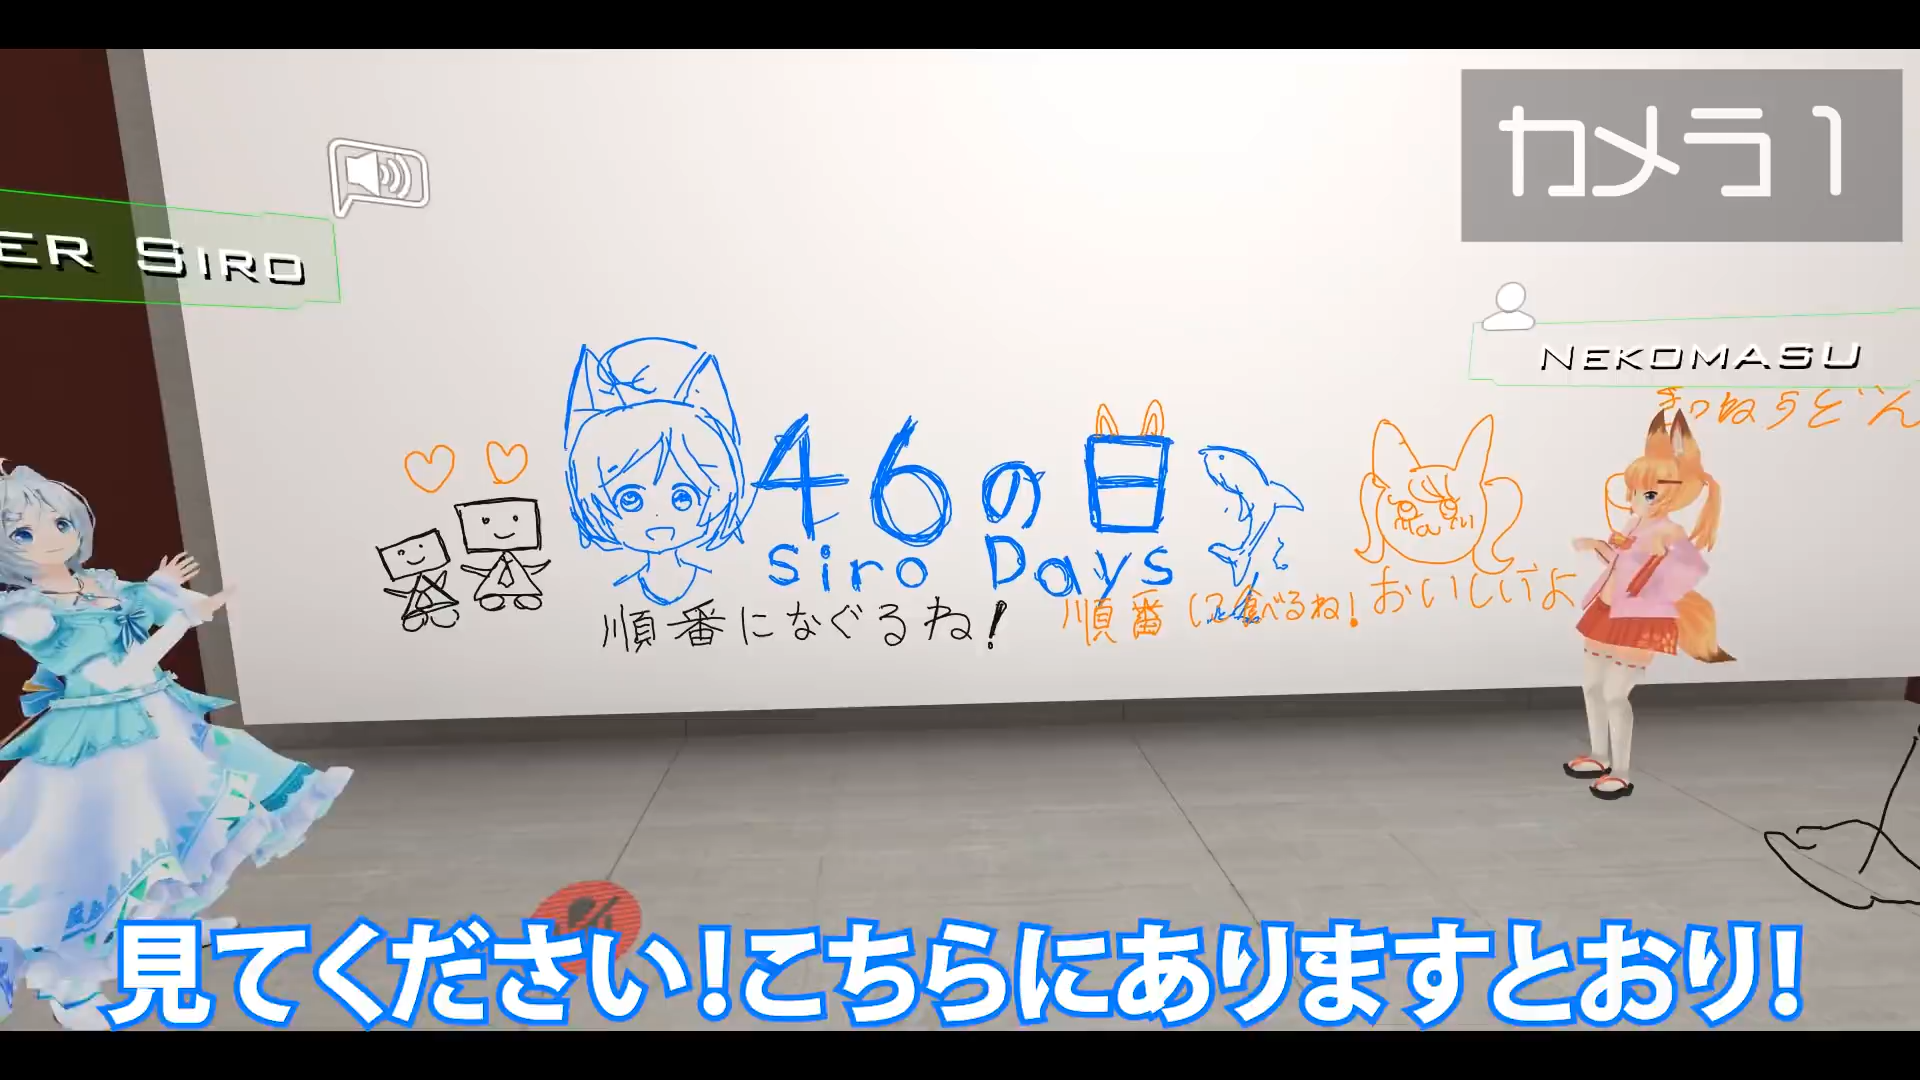 カメラ1
ER SIRO
NEKOMASU
きつねうどん
46の日
Siro Days
順番になぐるね!
順番に食べるね!
おいしいよ
見てください!こちらにありますとおり!